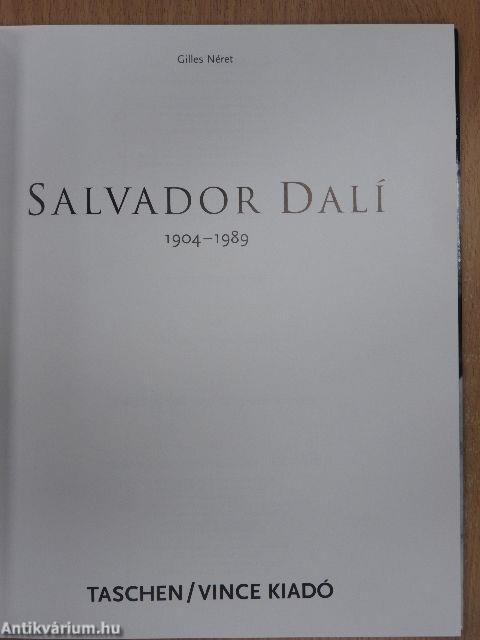 Gilles Néret
SALVADOR DALÍ
1904–1989
TASCHEN/VINCE KIADÓ
Antikvárium.hu